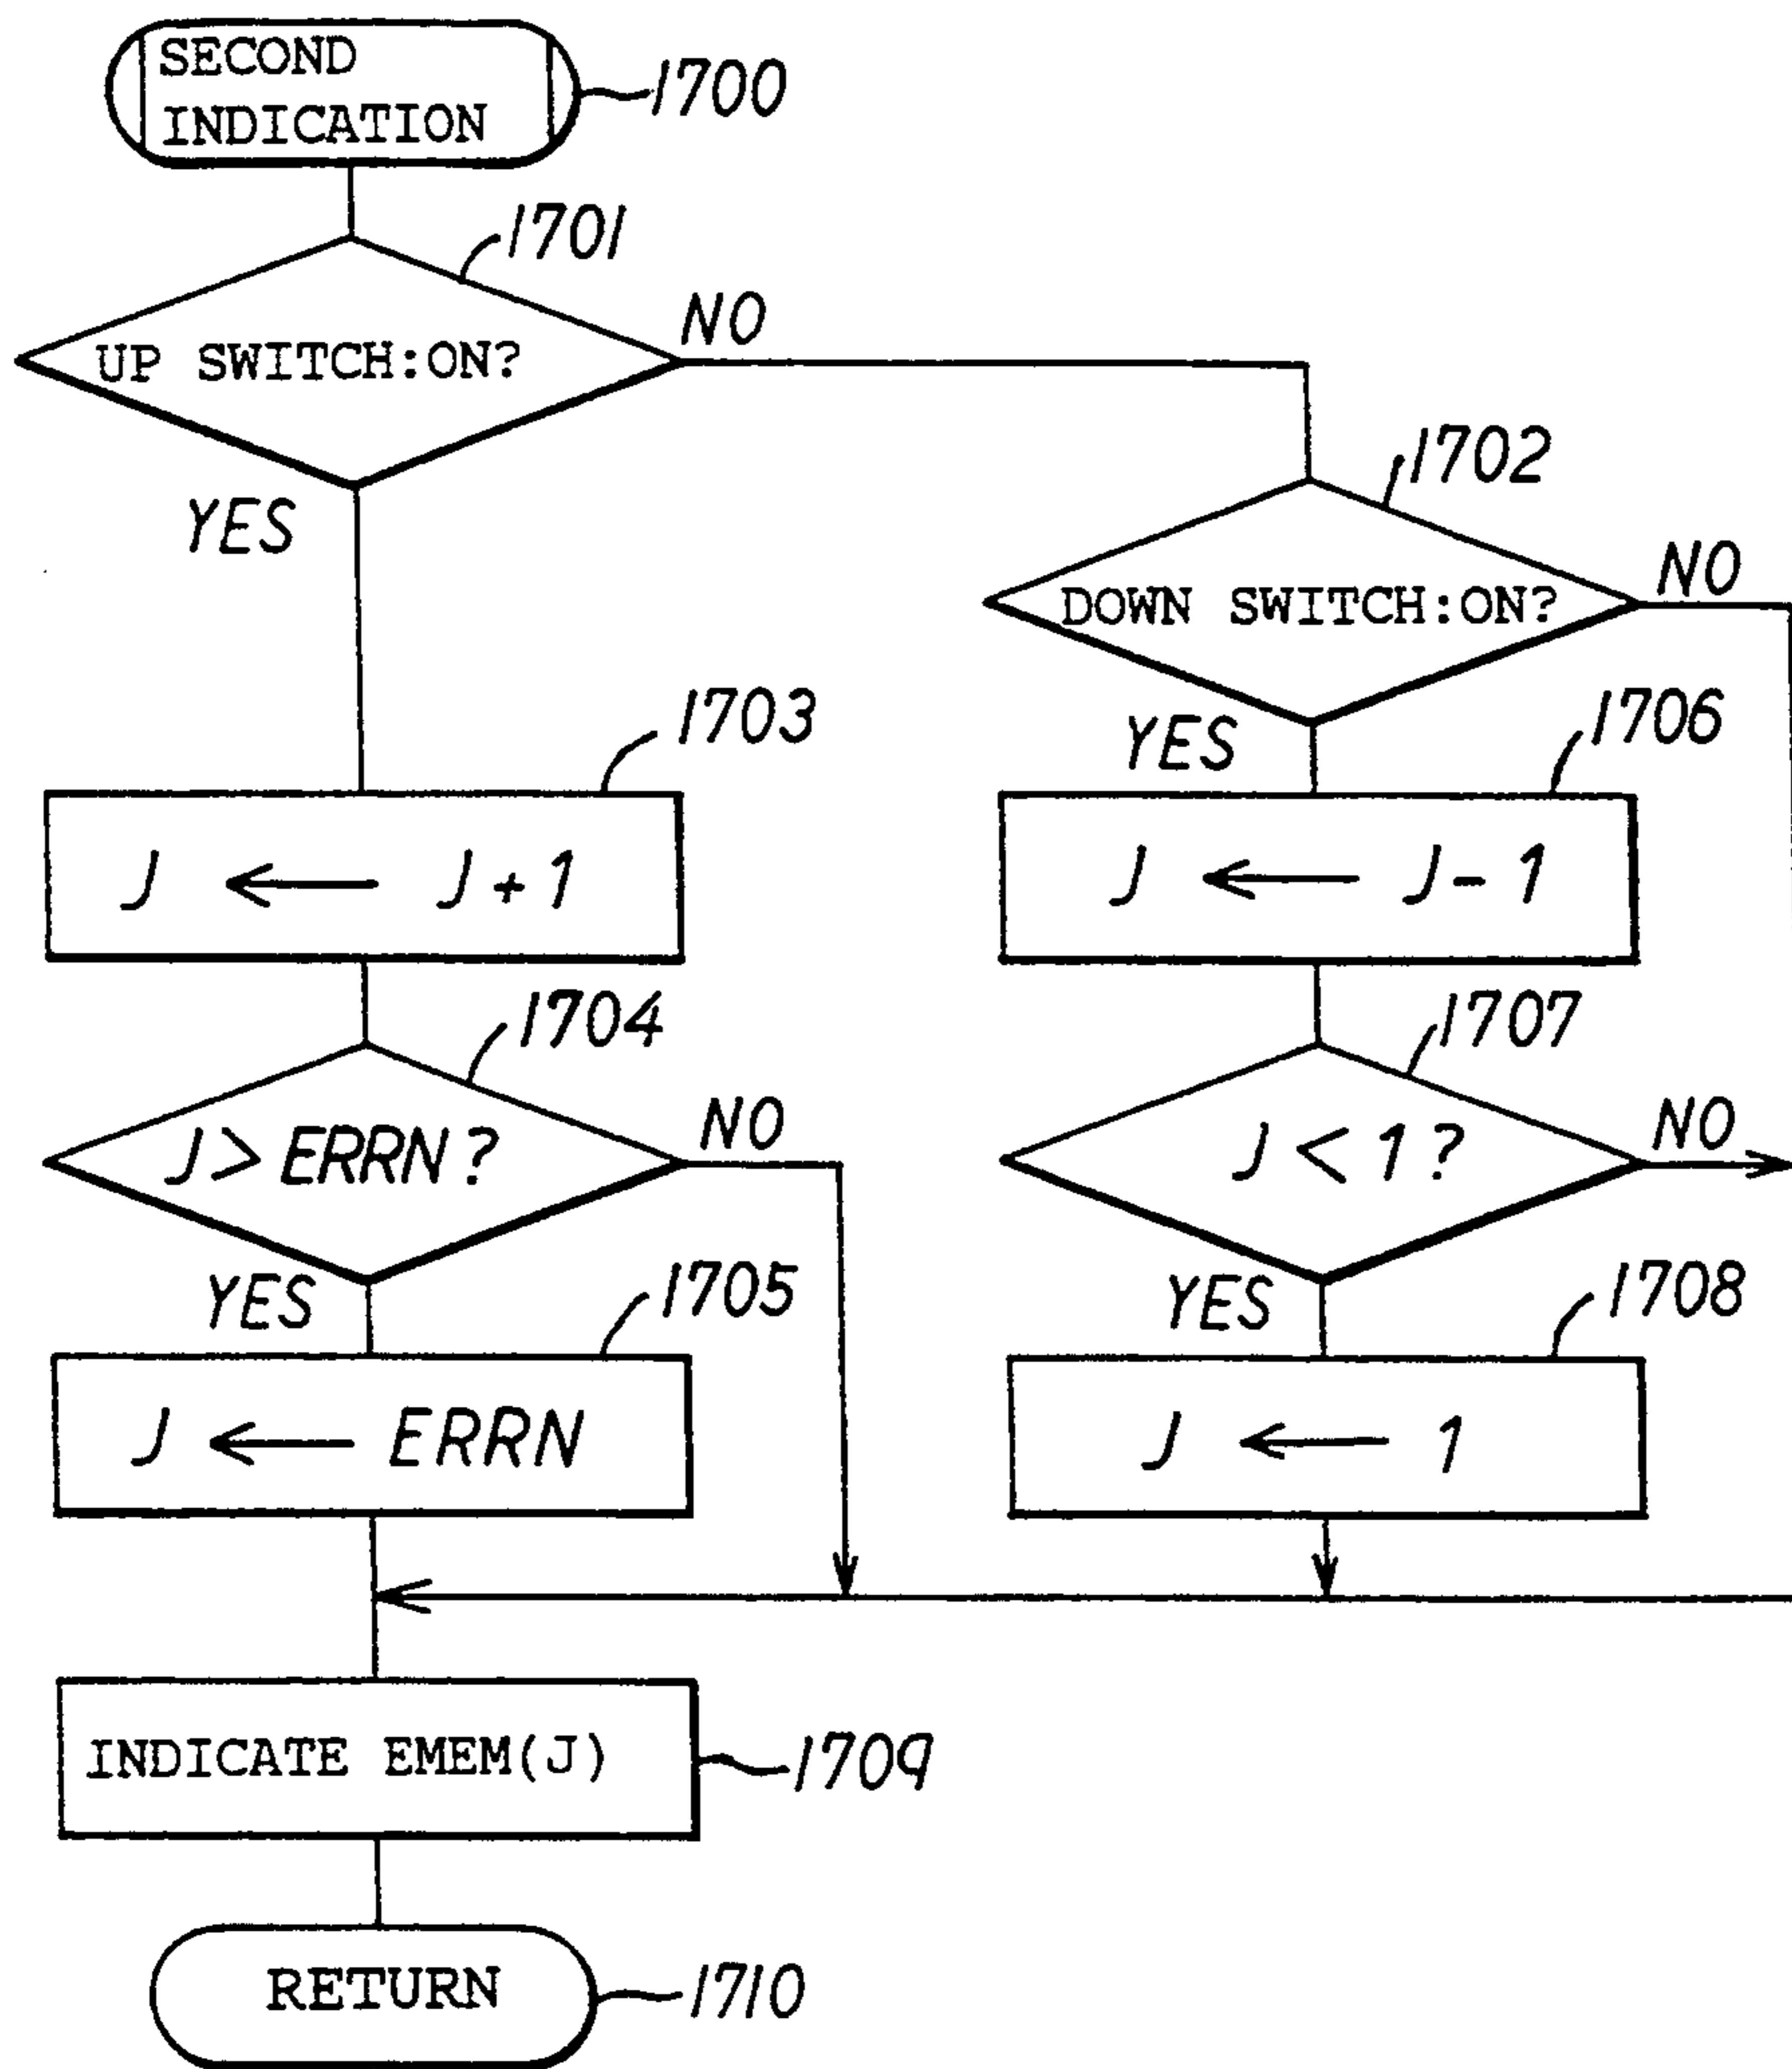 SECOND
INDICATION
1700
1701
UP SWITCH:ON?
NO
YES
1702
DOWN SWITCH:ON?
NO
YES
1703
J ← J+1
1706
J ← J-1
1704
J > ERRN?
NO
YES
1707
J < 1?
NO
YES
1705
J ← ERRN
1708
J ← 1
INDICATE EMEM(J)
1709
RETURN
1710